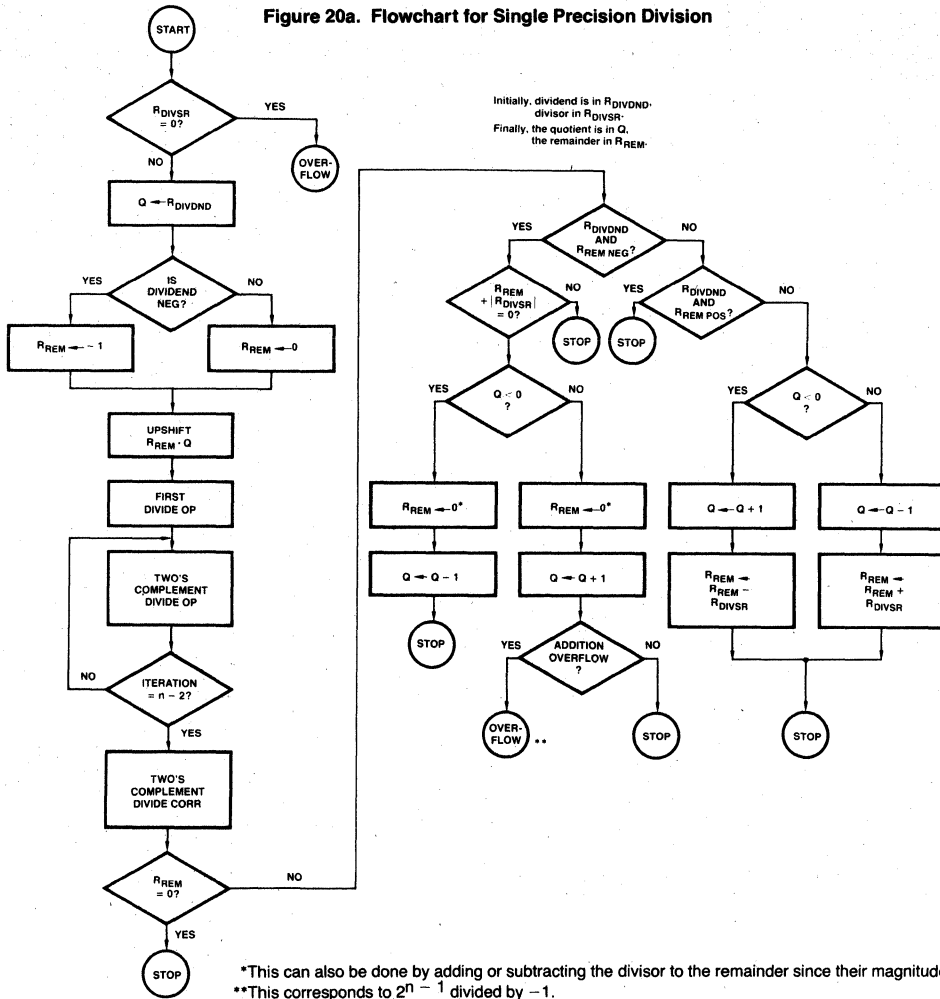 Figure 20a. Flowchart for Single Precision Division
START
RDIVSR
= 0?
YES
NO
OVER-
FLOW
Q ← RDIVDND
IS
DIVIDEND
NEG?
YES
NO
RREM ← - 1
RREM ← 0
UPSHIFT
RREM · Q
FIRST
DIVIDE OP
TWO'S
COMPLEMENT
DIVIDE OP
ITERATION
= n - 2?
NO
YES
TWO'S
COMPLEMENT
DIVIDE CORR
RREM
= 0?
NO
YES
STOP
Initially, dividend is in RDIVDND,
divisor in RDIVSR.
Finally, the quotient is in Q,
the remainder in RREM.
RDIVDND
AND
RREM NEG?
YES
NO
RREM
+ |RDIVSR|
= 0?
NO
STOP
YES
STOP
RDIVDND
AND
RREM POS?
NO
Q < 0
?
YES
NO
Q < 0
?
YES
NO
RREM ← 0*
RREM ← 0*
Q ← Q + 1
Q ← Q - 1
Q ← Q - 1
Q ← Q + 1
RREM ←
RREM -
RDIVSR
RREM ←
RREM +
RDIVSR
STOP
ADDITION
OVERFLOW
?
YES
NO
OVER-
FLOW
**
STOP
STOP
*This can also be done by adding or subtracting the divisor to the remainder since their magnitude
**This corresponds to 2n - 1 divided by -1.